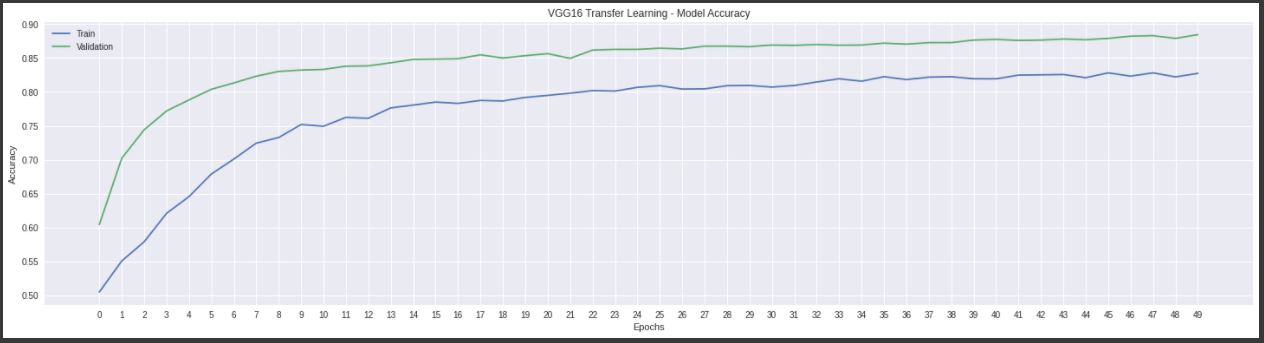 VGG16 Transfer Learning - Model Accuracy
0.90
Train
Validation
0.85
0.80
0.75
0.70
0.65
0.60
0.55
0.50
Accuracy
0 1 2 3 4 5 6 7 8 9 10 11 12 13 14 15 16 17 18 19 20 21 22 23 24 25 26 27 28 29 30 31 32 33 34 35 36 37 38 39 40 41 42 43 44 45 46 47 48 49
Epochs